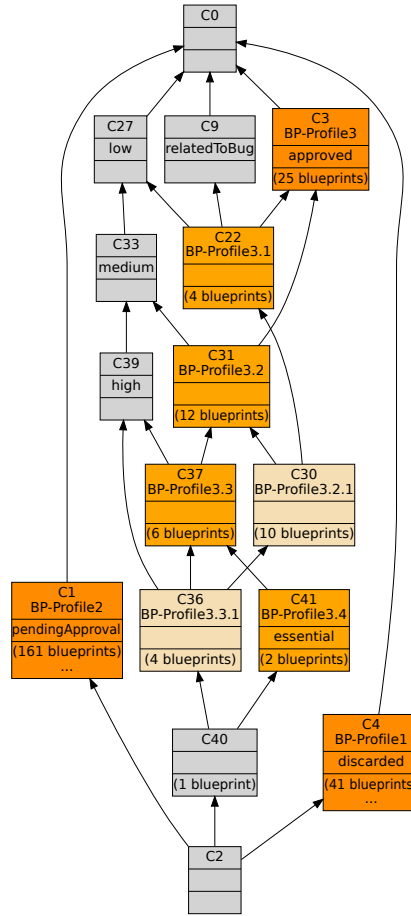 C0
C27
low
C9
relatedToBug
C3
BP-Profile3
approved
(25 blueprints)
C22
BP-Profile3.1
(4 blueprints)
C33
medium
C31
BP-Profile3.2
(12 blueprints)
C39
high
C37
BP-Profile3.3
(6 blueprints)
C30
BP-Profile3.2.1
(10 blueprints)
C1
BP-Profile2
pendingApproval
(161 blueprints)
...
C36
BP-Profile3.3.1
(4 blueprints)
C41
BP-Profile3.4
essential
(2 blueprints)
C4
BP-Profile1
discarded
(41 blueprints
...
C40
(1 blueprint)
C2